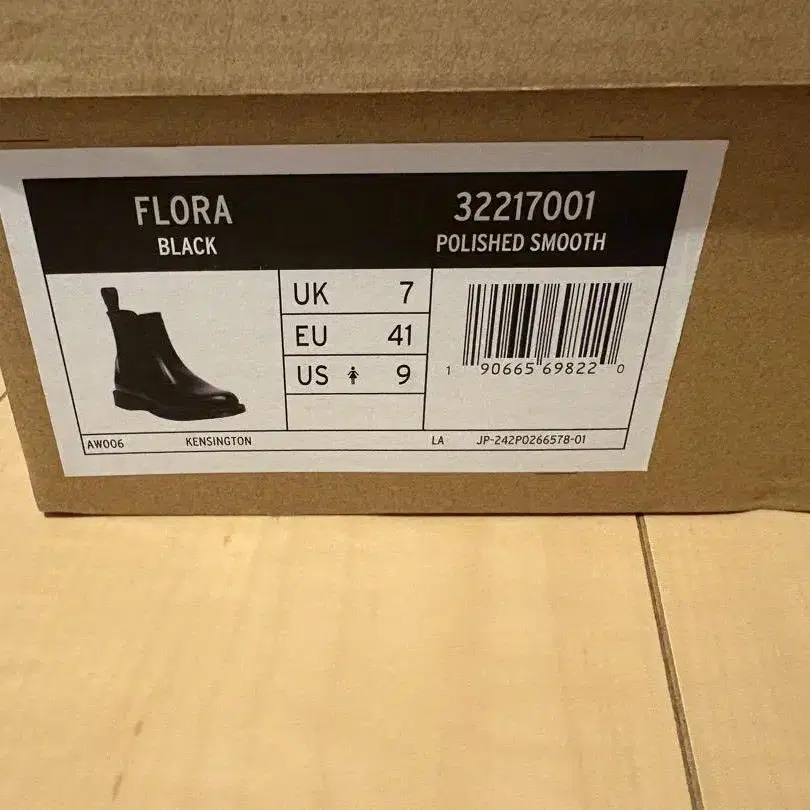 FLORA
BLACK
32217001
POLISHED SMOOTH
UK 7
EU 41
US 9
1 90665 69822 0
AW006 KENSINGTON LA JP-242P0266578-01